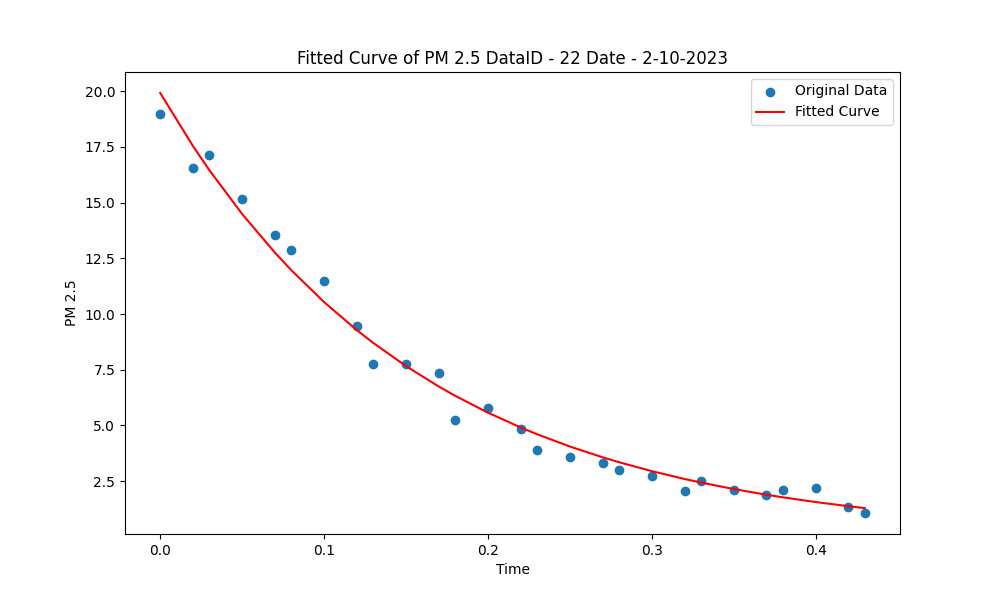 Fitted Curve of PM 2.5 DataID - 22 Date - 2-10-2023
Original Data
Fitted Curve
20.0
17.5
15.0
12.5
10.0
7.5
5.0
2.5
PM 2.5
0.0 0.1 0.2 0.3 0.4
Time